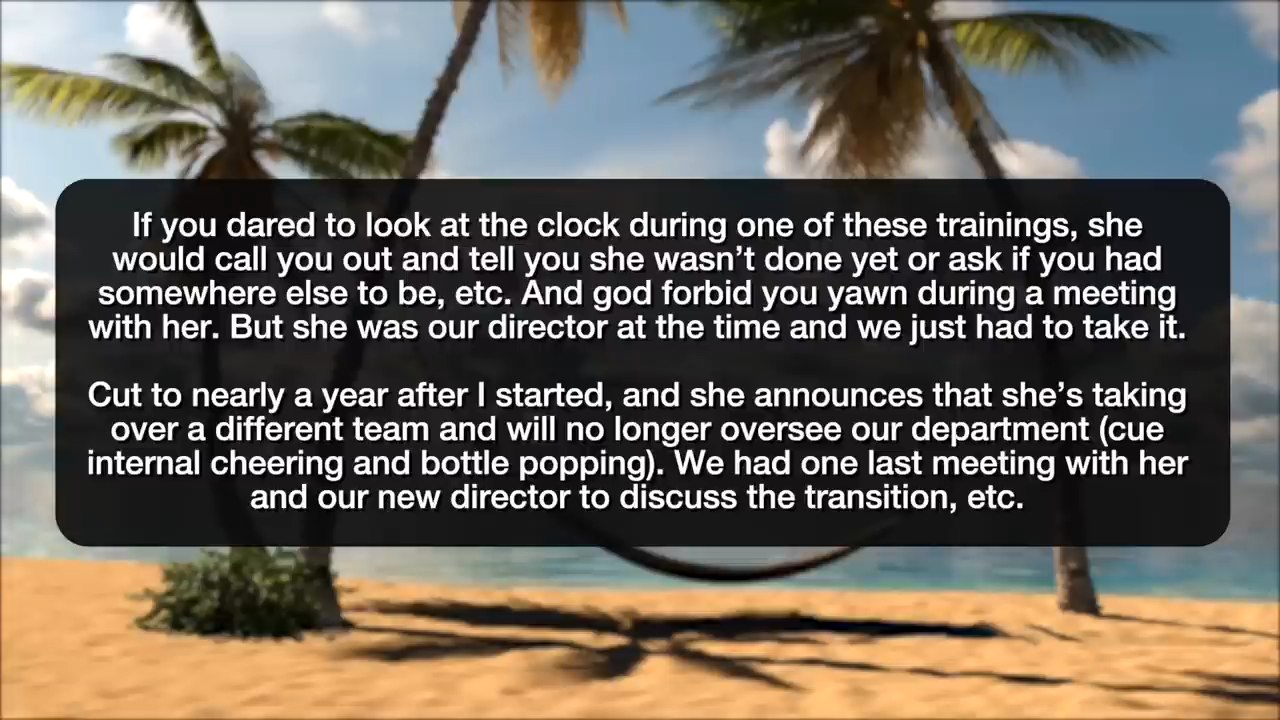 If you dared to look at the clock during one of these trainings, she
would call you out and tell you she wasn’t done yet or ask if you had
somewhere else to be, etc. And god forbid you yawn during a meeting
with her. But she was our director at the time and we just had to take it.
Cut to nearly a year after I started, and she announces that she’s taking
over a different team and will no longer oversee our department (cue
internal cheering and bottle popping). We had one last meeting with her
and our new director to discuss the transition, etc.